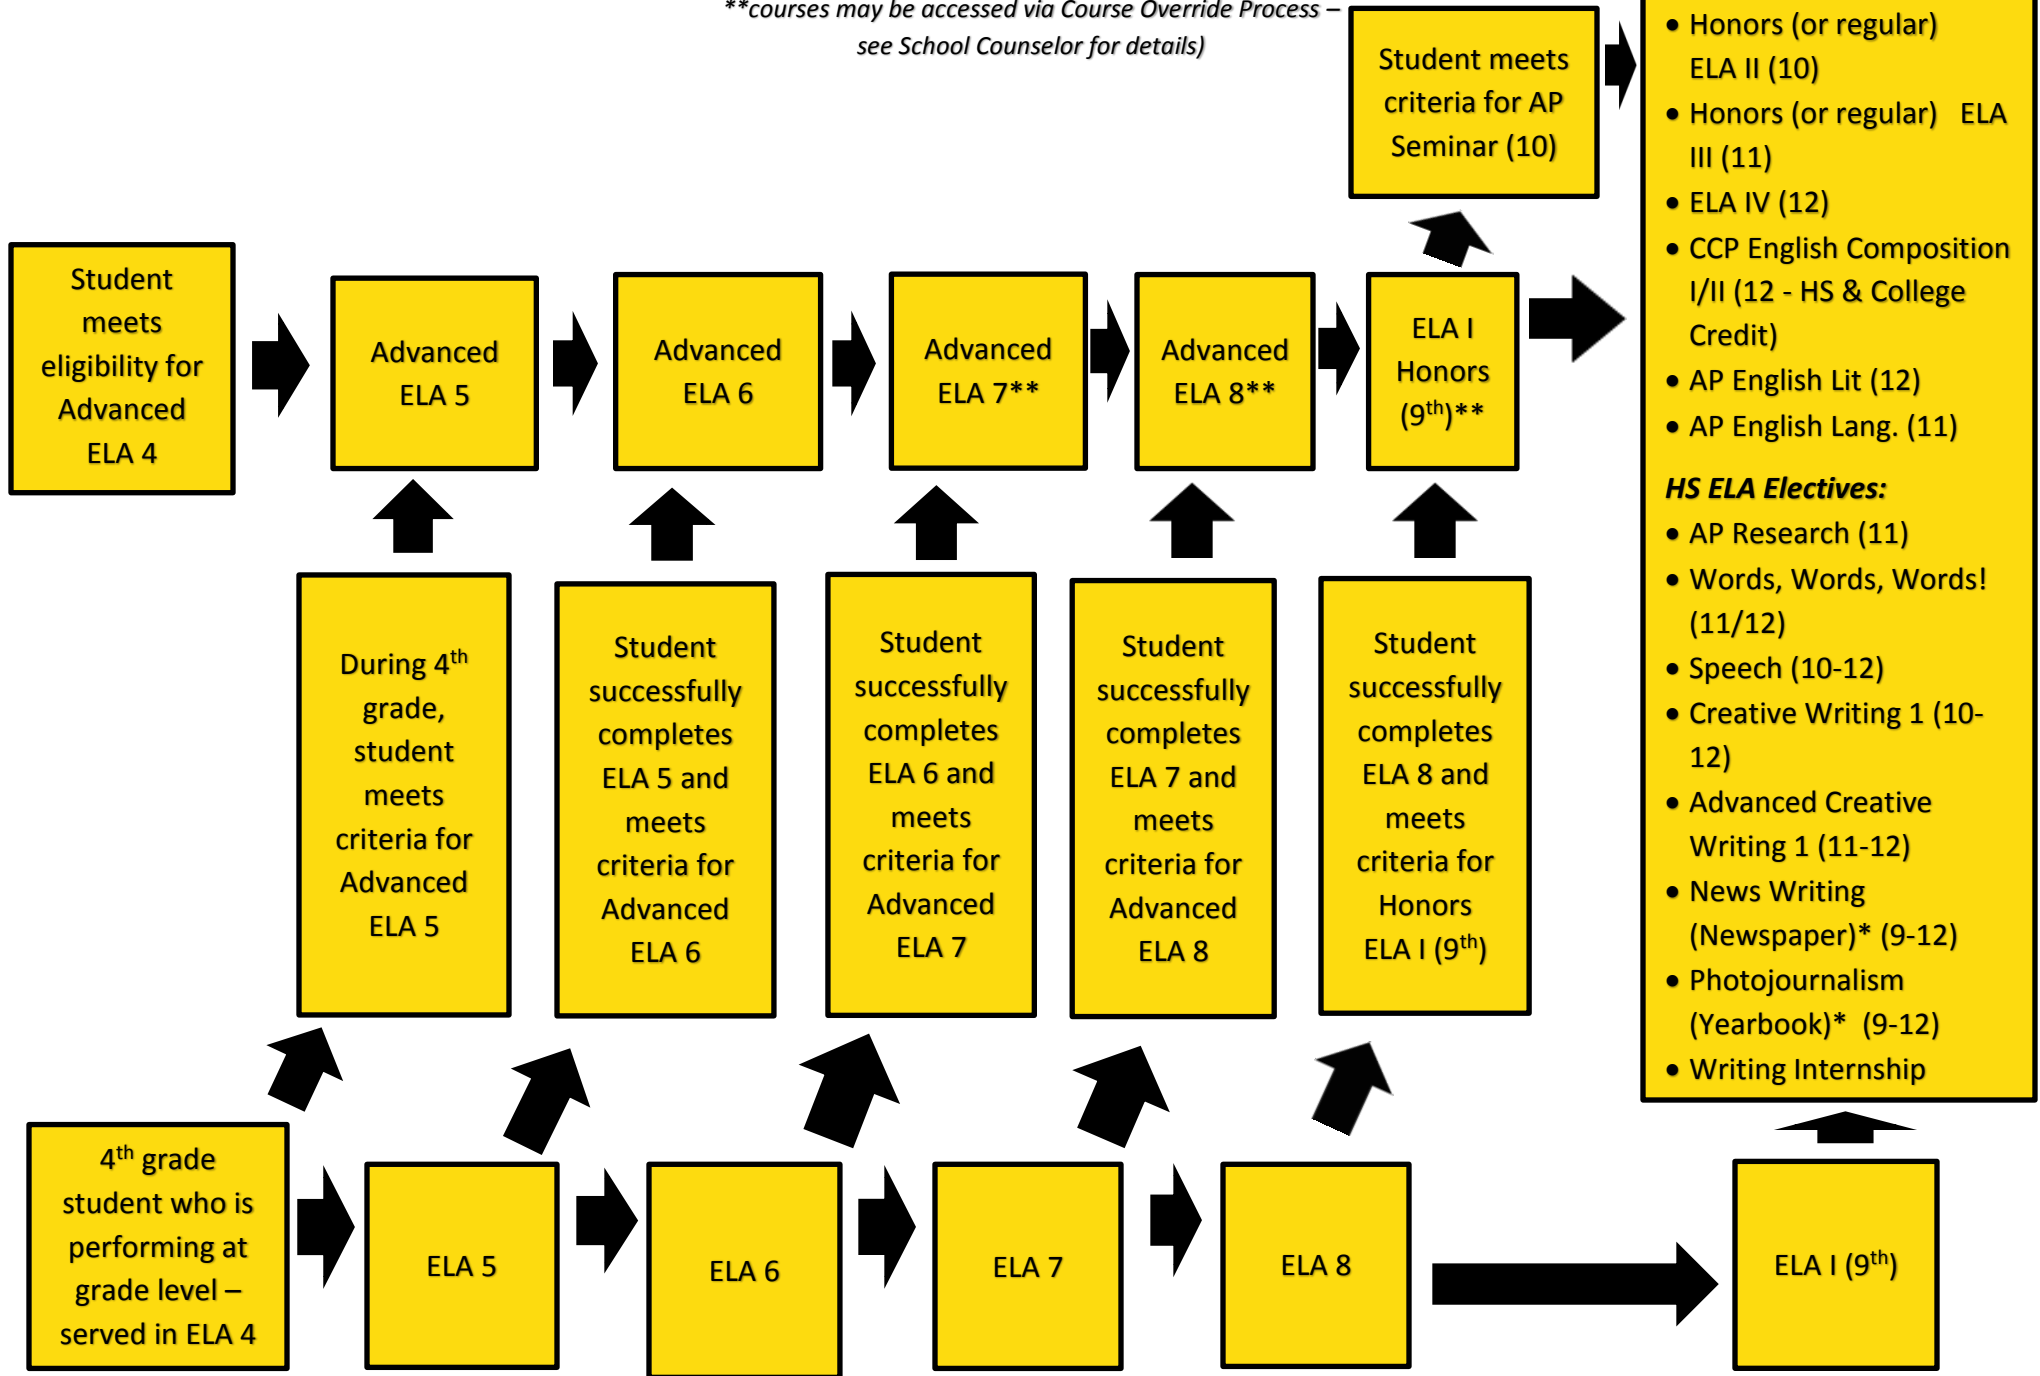 **courses may be accessed via Course Override Process –
see School Counselor for details)
Student meets
criteria for AP
Seminar (10)
• Honors (or regular)
ELA II (10)
• Honors (or regular)   ELA
III (11)
• ELA IV (12)
• CCP English Composition
I/II (12 - HS & College
Credit)
• AP English Lit (12)
• AP English Lang. (11)
HS ELA Electives:
• AP Research (11)
• Words, Words, Words!
(11/12)
• Speech (10-12)
• Creative Writing 1 (10-
12)
• Advanced Creative
Writing 1 (11-12)
• News Writing
(Newspaper)* (9-12)
• Photojournalism
(Yearbook)*  (9-12)
• Writing Internship
Student
meets
eligibility for
Advanced
ELA 4
Advanced
ELA 5
Advanced
ELA 6
Advanced
ELA 7**
Advanced
ELA 8**
ELA I
Honors
(9th)**
During 4th
grade,
student
meets
criteria for
Advanced
ELA 5
Student
successfully
completes
ELA 5 and
meets
criteria for
Advanced
ELA 6
Student
successfully
completes
ELA 6 and
meets
criteria for
Advanced
ELA 7
Student
successfully
completes
ELA 7 and
meets
criteria for
Advanced
ELA 8
Student
successfully
completes
ELA 8 and
meets
criteria for
Honors
ELA I (9th)
4th grade
student who is
performing at
grade level –
served in ELA 4
ELA 5
ELA 6
ELA 7
ELA 8
ELA I (9th)